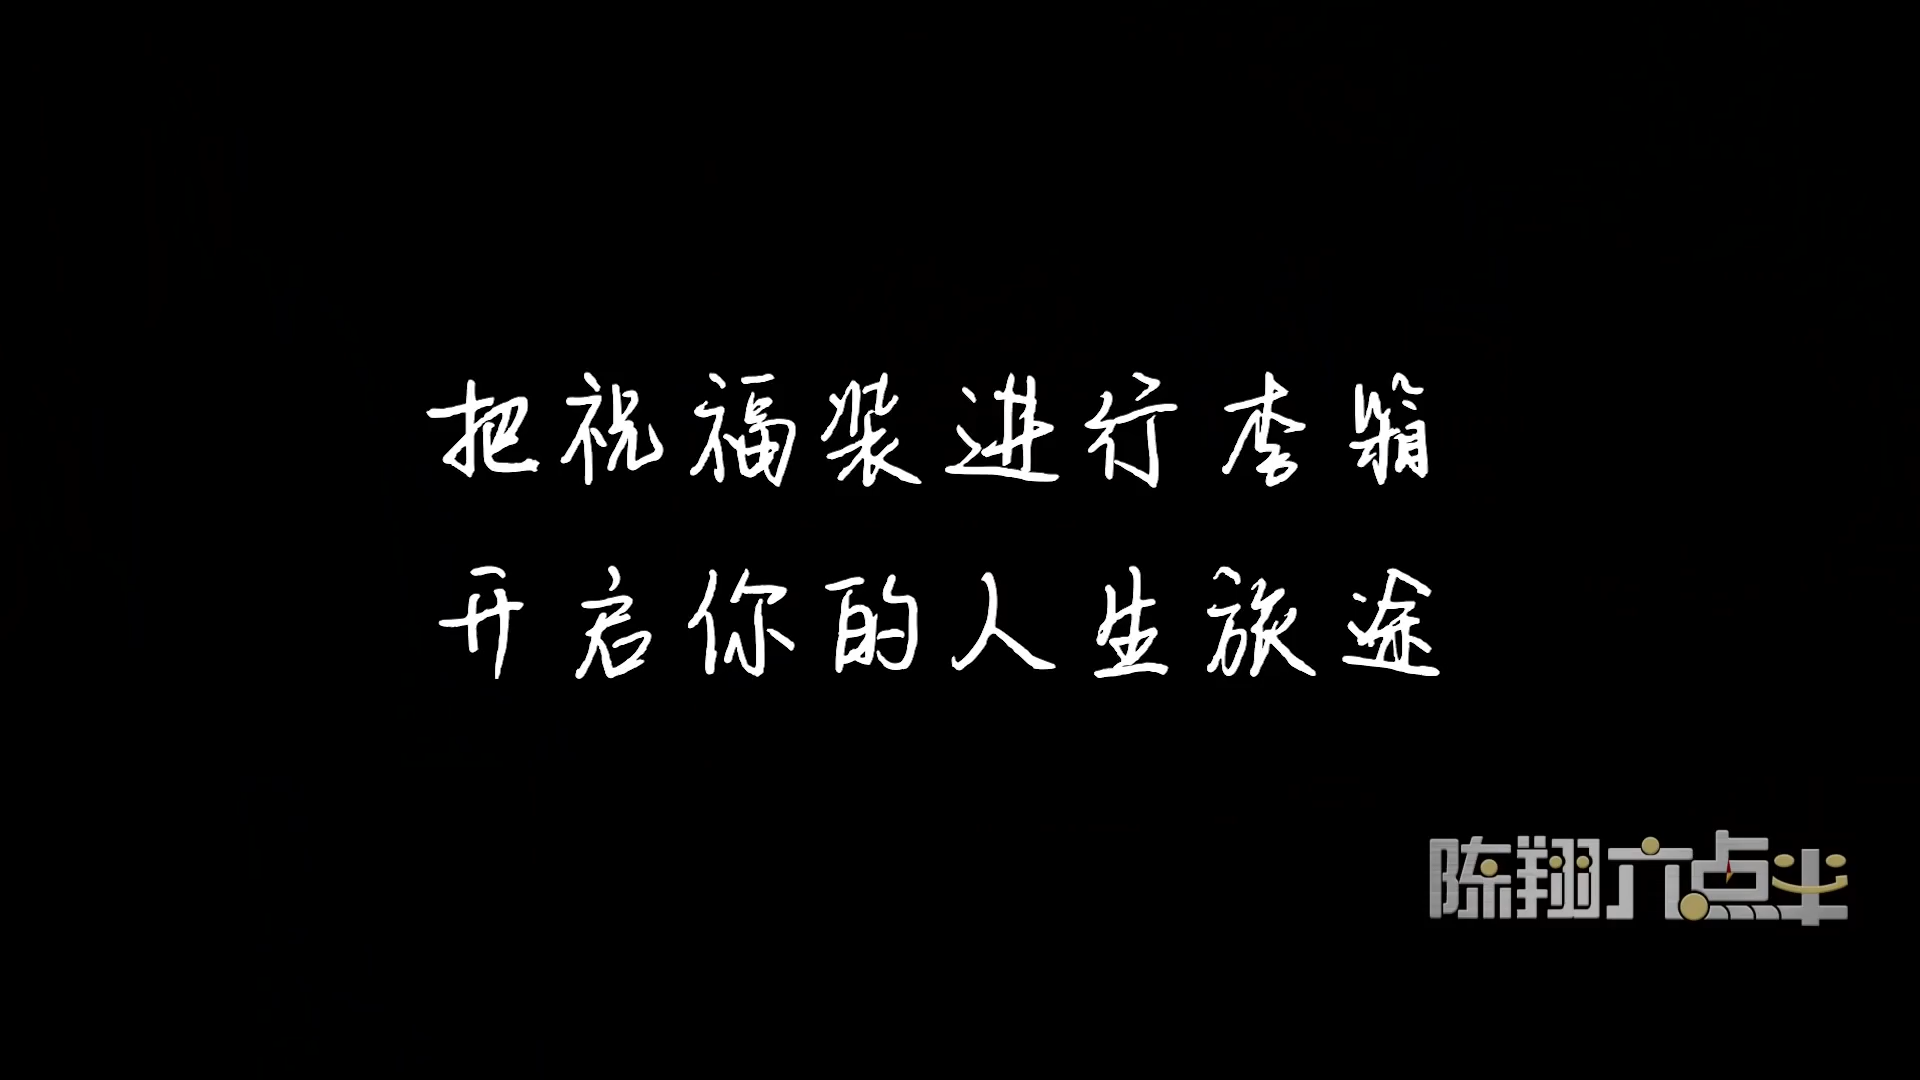 把祝福装进行李箱
开启你的人生旅途
陈翔六点半